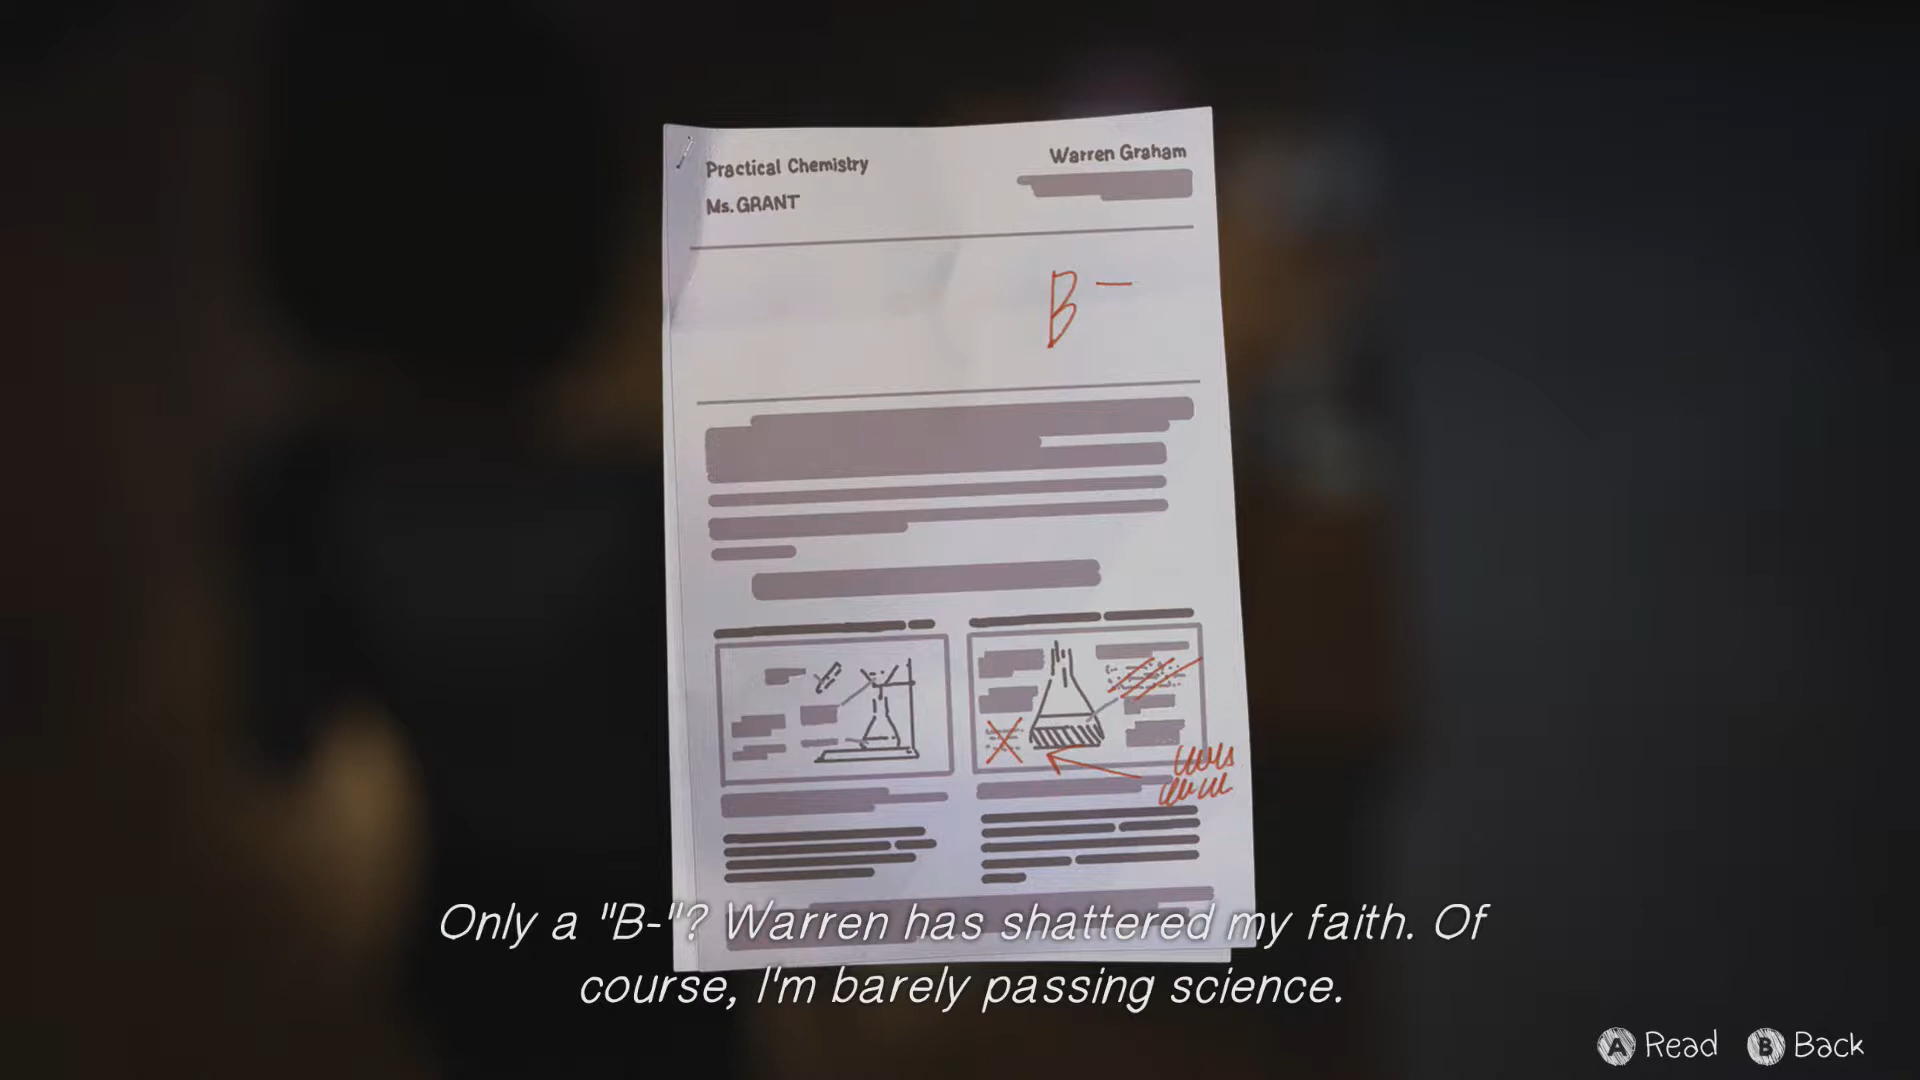 Practical Chemistry
Warren Graham
Ms. GRANT
B-
Only a "B-"? Warren has shattered my faith. Of
course, I'm barely passing science.
A Read B Back